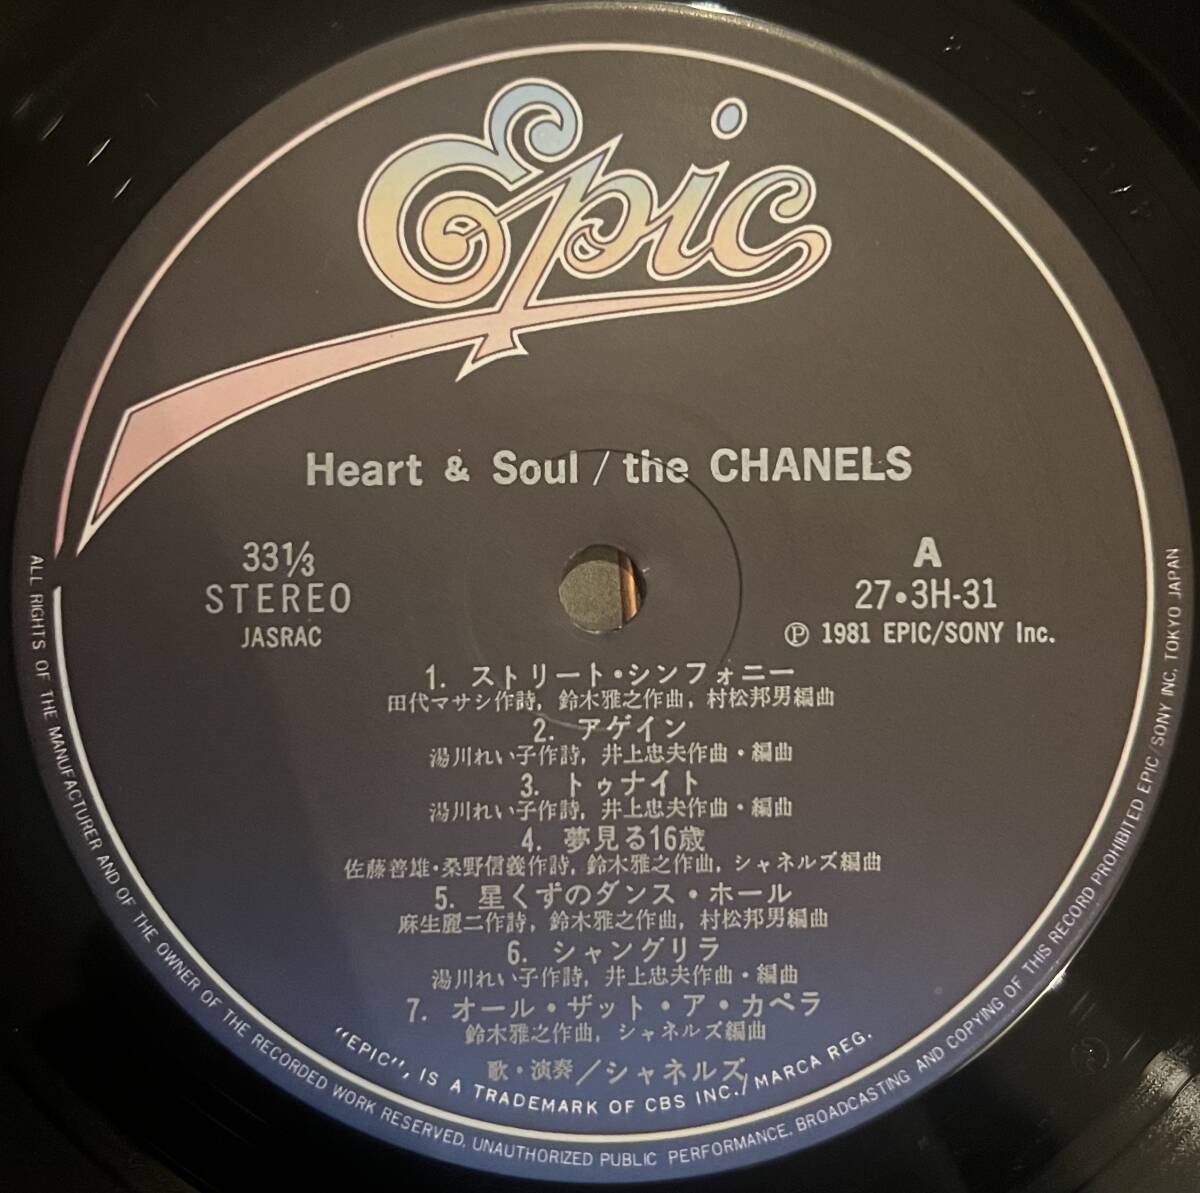 Epic
Heart & Soul / the CHANELS
33⅓
STEREO
JASRAC
A
27・3H-31
Ⓟ 1981 EPIC/SONY Inc.
1. ストリート・シンフォニー
田代マサシ作詩, 鈴木雅之作曲, 村松邦男編曲
2. アゲイン
湯川れい子作詩, 井上忠夫作曲・編曲
3. トゥナイト
湯川れい子作詩, 井上忠夫作曲・編曲
4. 夢見る16歳
佐藤善雄・桑野信義作詩, 鈴木雅之作曲, シャネルズ編曲
5. 星くずのダンス・ホール
麻生麗二作詩, 鈴木雅之作曲, 村松邦男編曲
6. シャングリラ
湯川れい子作詩, 井上忠夫作曲・編曲
7. オール・ザット・ア・カペラ
鈴木雅之作曲, シャネルズ編曲
歌・演奏/シャネルズ
"EPIC", IS A TRADEMARK OF CBS INC./MARCA REG.
ALL RIGHTS OF THE MANUFACTURER AND OF THE OWNER OF THE RECORDED WORK RESERVED. UNAUTHORIZED PUBLIC PERFORMANCE, BROADCASTING AND COPYING OF THIS RECORD PROHIBITED EPIC/SONY INC. TOKYO JAPAN